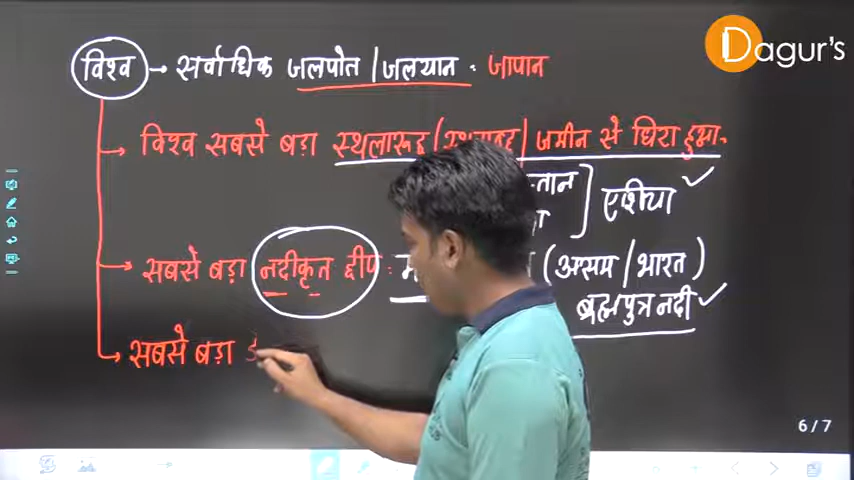 Dagur's
विश्व → सर्वाधिक जलपोत / जलयान : जापान
→ विश्व सबसे बड़ा स्थलारूद्ध / जमीन से घिरा हुआ -
एशीया ✓
→ सबसे बड़ा नदीकृत द्वीप : (असम / भारत)
ब्रह्मपुत्र नदी ✓
→ सबसे बड़ा
6/7